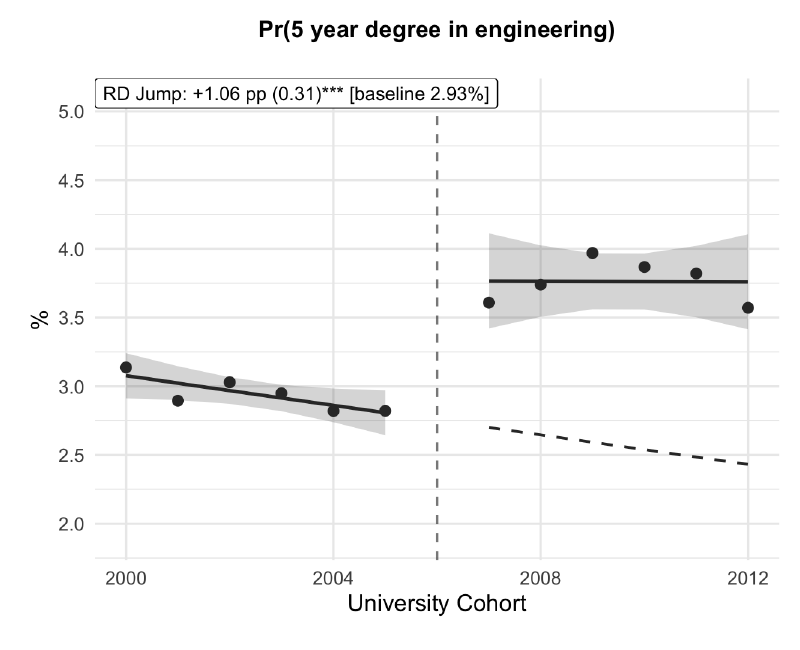 Pr(5 year degree in engineering)
RD Jump: +1.06 pp (0.31)*** [baseline 2.93%]
5.0
4.5
4.0
3.5
3.0
2.5
2.0
%
2000 2004 2008 2012
University Cohort